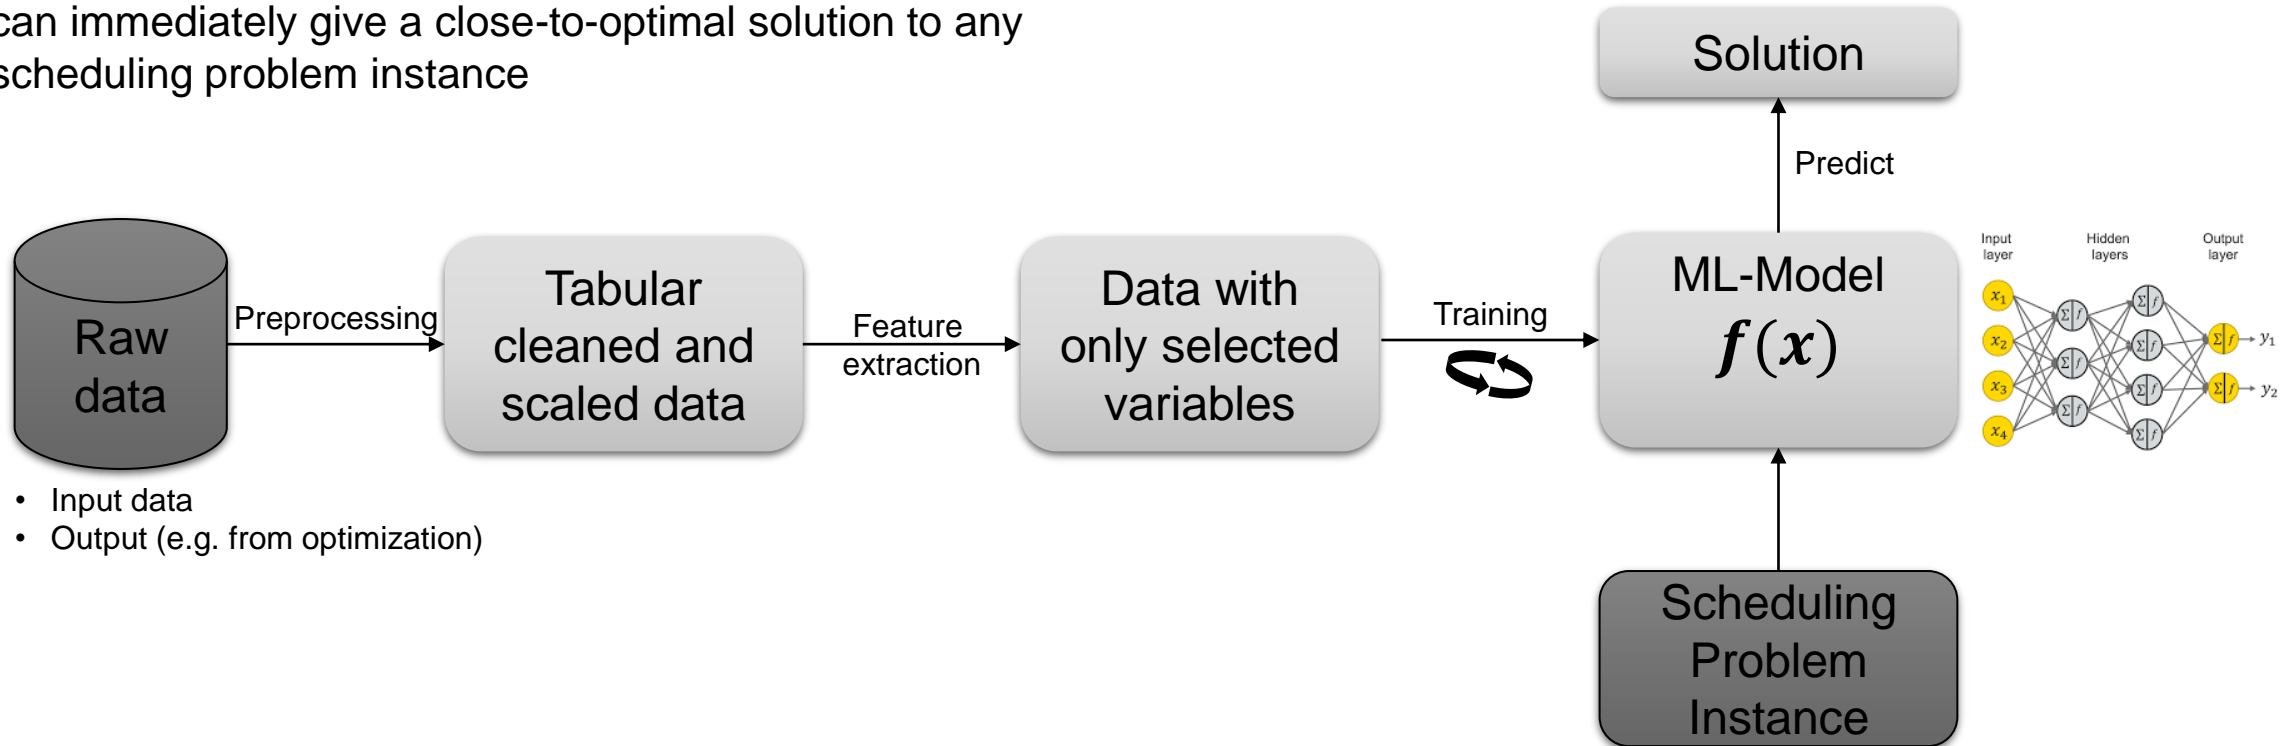 can immediately give a close-to-optimal solution to any
scheduling problem instance
Solution
Predict
Raw
data
Preprocessing
Tabular
cleaned and
scaled data
Feature
extraction
Data with
only selected
variables
Training
ML-Model
f(x)
Input
layer
Hidden
layers
Output
layer
x₁
x₂
x₃
x₄
Σ f
Σ f
Σ f
Σ f
Σ f
Σ f
Σ f
Σ f
Σ f
y₁
y₂
• Input data
• Output (e.g. from optimization)
Scheduling
Problem
Instance